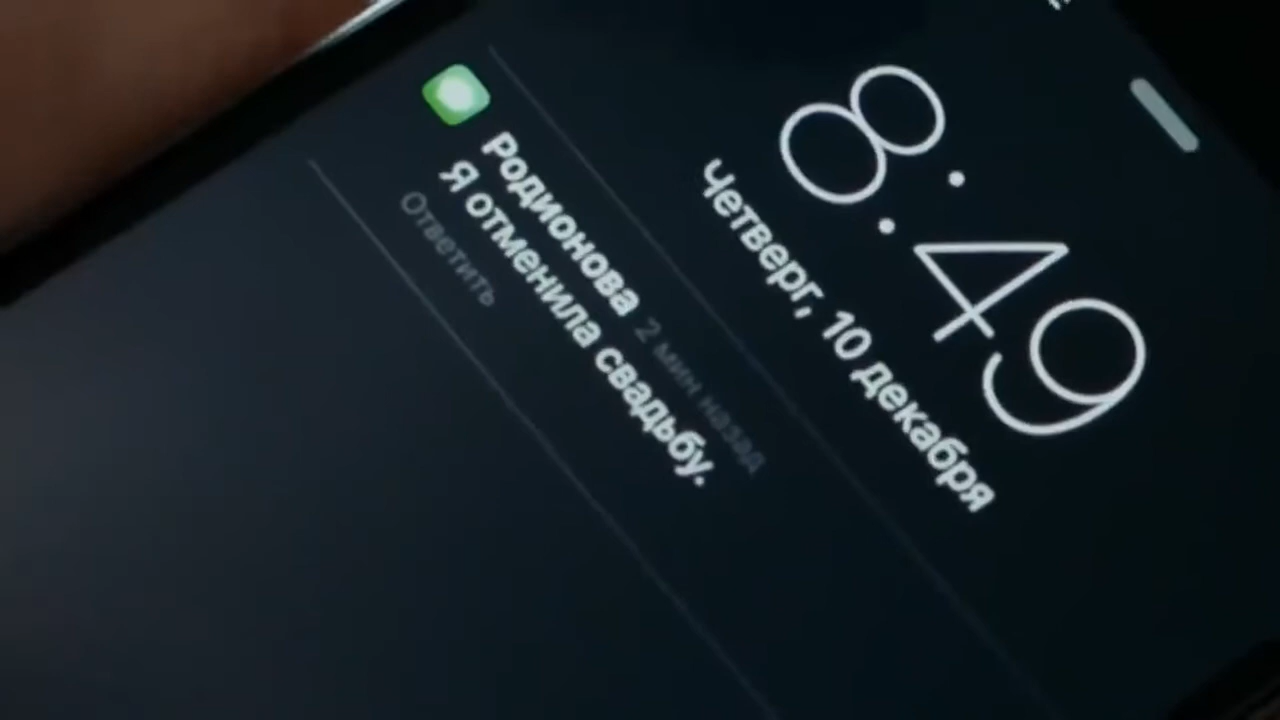 8:49
Четверг, 10 декабря
Родионова 2 мин назад
Я отменила свадьбу.
Ответить